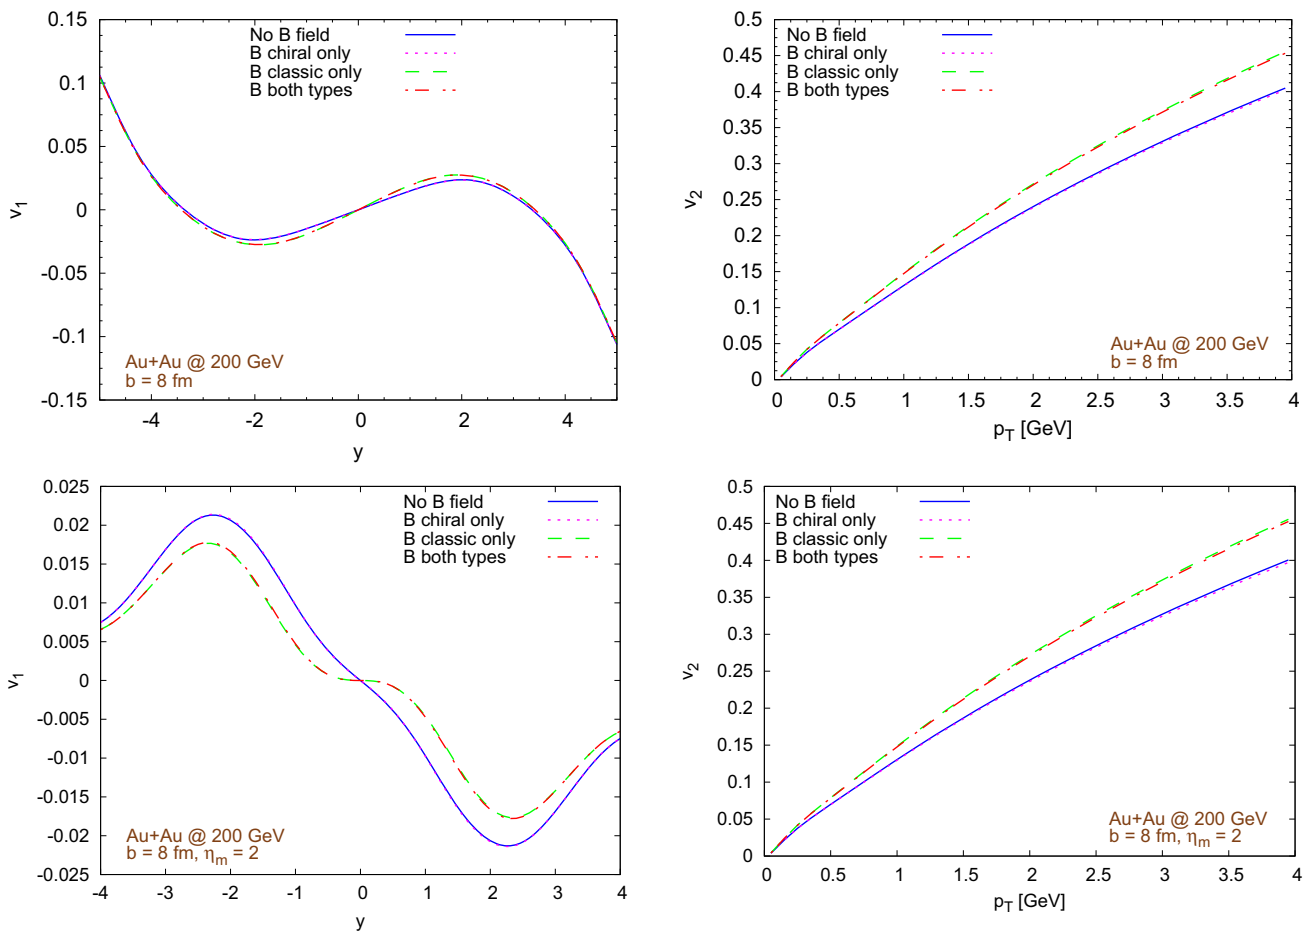 0.15
0.1
0.05
0
-0.05
-0.1
-0.15
v1
-4
-2
0
2
4
y
No B field
B chiral only
B classic only
B both types
Au+Au @ 200 GeV
b = 8 fm
0.5
0.45
0.4
0.35
0.3
0.25
0.2
0.15
0.1
0.05
0
v2
0
0.5
1
1.5
2
2.5
3
3.5
4
pT [GeV]
No B field
B chiral only
B classic only
B both types
Au+Au @ 200 GeV
b = 8 fm
0.025
0.02
0.015
0.01
0.005
0
-0.005
-0.01
-0.015
-0.02
-0.025
v1
-4
-3
-2
-1
0
1
2
3
4
y
No B field
B chiral only
B classic only
B both types
Au+Au @ 200 GeV
b = 8 fm, ηm = 2
0.5
0.45
0.4
0.35
0.3
0.25
0.2
0.15
0.1
0.05
0
v2
0
0.5
1
1.5
2
2.5
3
3.5
4
pT [GeV]
No B field
B chiral only
B classic only
B both types
Au+Au @ 200 GeV
b = 8 fm, ηm = 2